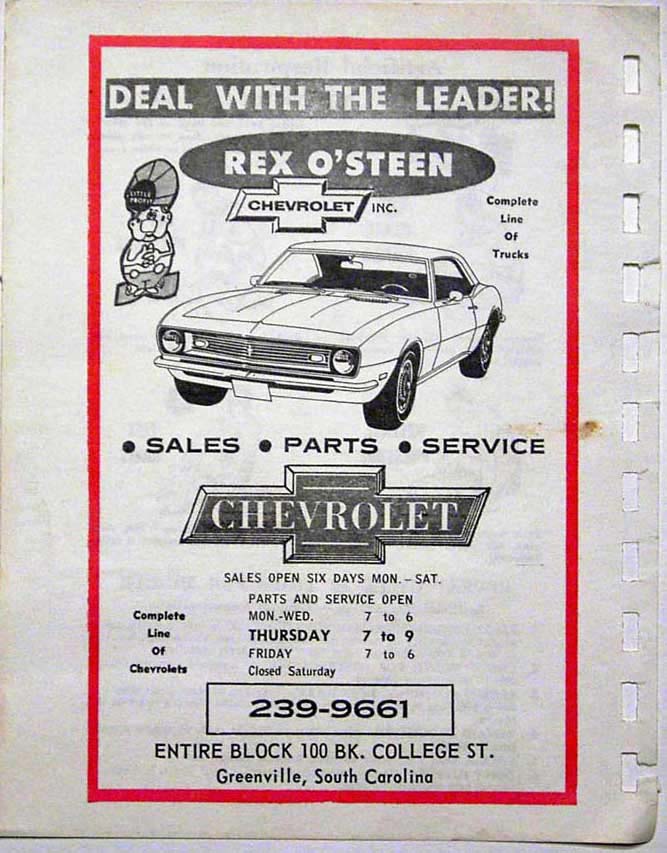 DEAL WITH THE LEADER!
REX O'STEEN
CHEVROLET INC.
LITTLE
PROFIT
Complete
Line
Of
Trucks
• SALES • PARTS • SERVICE
CHEVROLET
SALES OPEN SIX DAYS MON. – SAT.
PARTS AND SERVICE OPEN
MON.-WED. 7 to 6
THURSDAY 7 to 9
FRIDAY 7 to 6
Closed Saturday
Complete
Line
Of
Chevrolets
239-9661
ENTIRE BLOCK 100 BK. COLLEGE ST.
Greenville, South Carolina